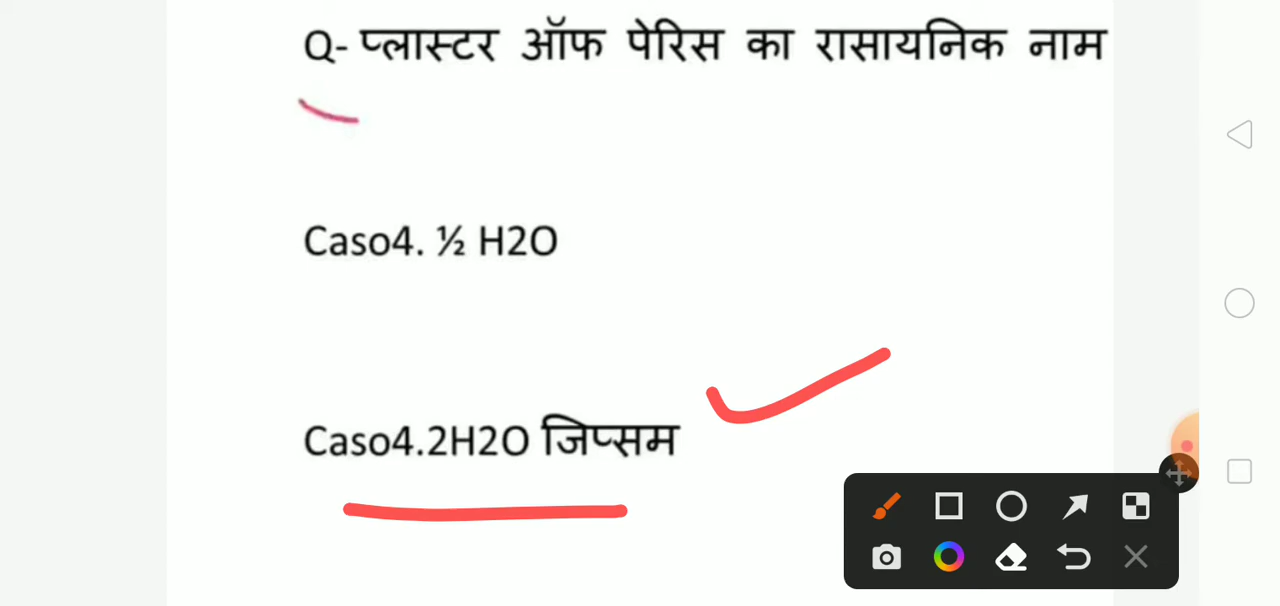 Q- प्लास्टर ऑफ पेरिस का रासायनिक नाम
Caso4. ½ H2O
Caso4.2H2O जिप्सम